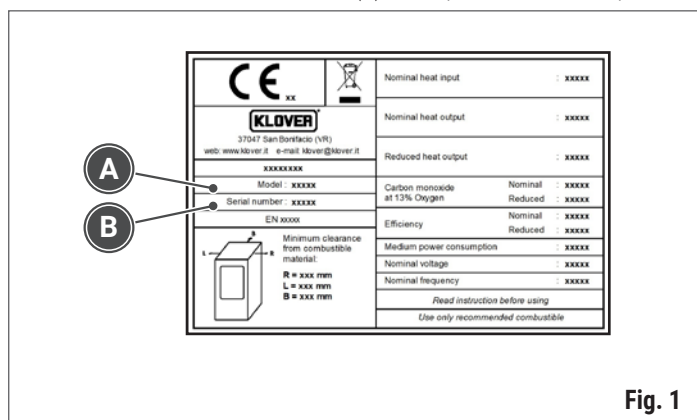 CE xx
KLOVER
37047 San Bonifacio (VR)
web: www.klover.it e-mail: klover@klover.it
xxxxxxxx
A
Model : xxxxx
B
Serial number : xxxxx
EN xxxxx
Minimum clearance
from combustible
material:
R = xxx mm
L = xxx mm
B = xxx mm
B
L
R
Nominal heat input : xxxxx
Nominal heat output : xxxxx
Reduced heat output : xxxxx
Carbon monoxide
at 13% Oxygen
Nominal : xxxxx
Reduced : xxxxx
Efficiency
Nominal : xxxxx
Reduced : xxxxx
Medium power consumption : xxxxx
Nominal voltage : xxxxx
Nominal frequency : xxxxx
Read instruction before using
Use only recommended combustible
Fig. 1